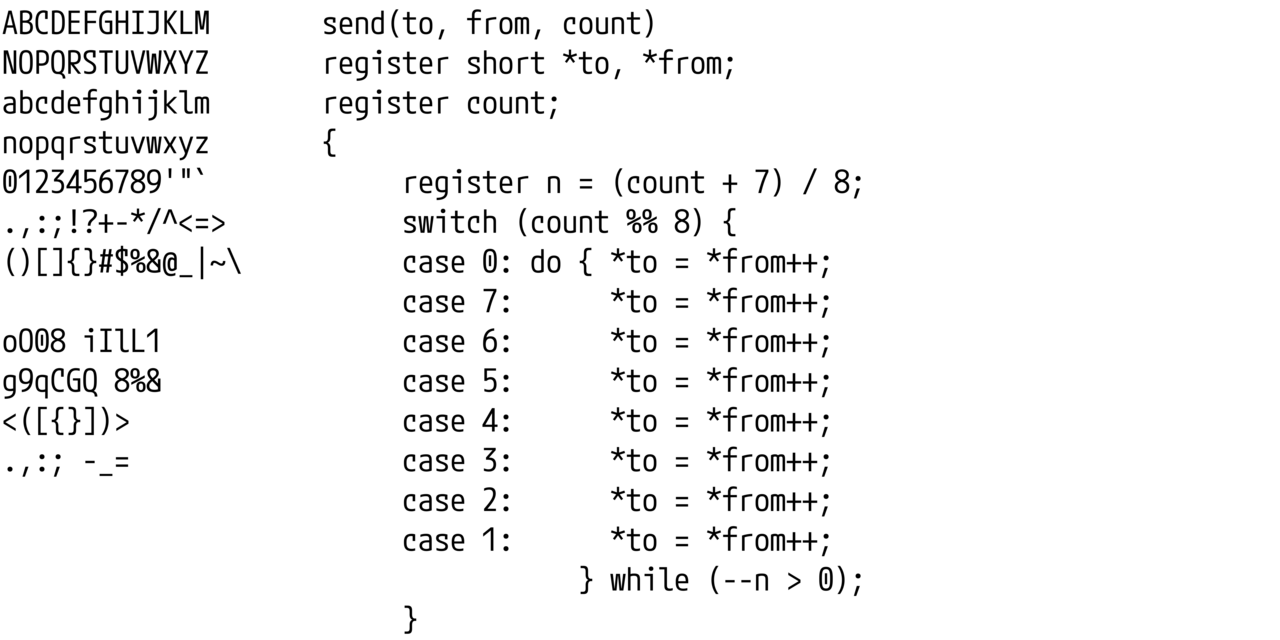 ABCDEFGHIJKLM
NOPQRSTUVWXYZ
abcdefghijklm
nopqrstuvwxyz
0123456789'"`
.,:;!?+-*/^<=>
()[]{}#$%&@_|~\
oO08 iIlL1
g9qCGQ 8%&
<([{}])>
.,:; -_=
send(to, from, count)
register short *to, *from;
register count;
{
     register n = (count + 7) / 8;
     switch (count %% 8) {
     case 0: do { *to = *from++;
     case 7:      *to = *from++;
     case 6:      *to = *from++;
     case 5:      *to = *from++;
     case 4:      *to = *from++;
     case 3:      *to = *from++;
     case 2:      *to = *from++;
     case 1:      *to = *from++;
                } while (--n > 0);
     }